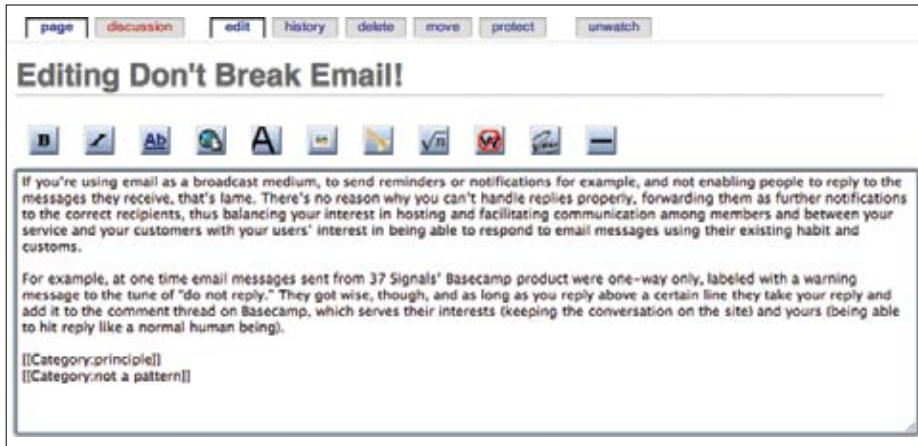 page discussion edit history delete move protect unwatch
Editing Don't Break Email!
B I Ab A √n W
If you're using email as a broadcast medium, to send reminders or notifications for example, and not enabling people to reply to the
messages they receive, that's lame. There's no reason why you can't handle replies properly, forwarding them as further notifications
to the correct recipients, thus balancing your interest in hosting and facilitating communication among members and between your
service and your customers with your users' interest in being able to respond to email messages using their existing habit and
customs.
For example, at one time email messages sent from 37 Signals' Basecamp product were one-way only, labeled with a warning
message to the tune of "do not reply." They got wise, though, and as long as you reply above a certain line they take your reply and
add it to the comment thread on Basecamp, which serves their interests (keeping the conversation on the site) and yours (being able
to hit reply like a normal human being).
[[Category:principle]]
[[Category:not a pattern]]